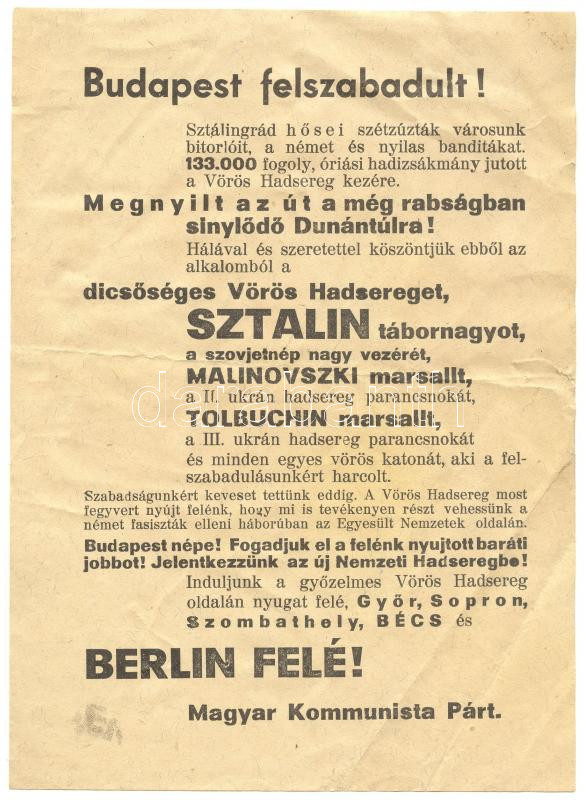 Budapest felszabadult!
Sztálingrád hősei szétzúzták városunk
bitorlóit, a német és nyilas banditákat.
133.000 fogoly, óriási hadizsákmány jutott
a Vörös Hadsereg kezére.
Megnyilt az út a még rabságban
sinylődő Dunántúlra!
Hálával és szeretettel köszöntjük ebből az
alkalomból a
dicsőséges Vörös Hadsereget,
SZTALIN tábornagyot,
a szovjetnép nagy vezérét,
MALINOVSZKI marsallt,
a II. ukrán hadsereg parancsnokát,
TOLBUCHIN marsallt,
a III. ukrán hadsereg parancsnokát
és minden egyes vörös katonát, aki a fel-
szabadulásunkért harcolt.
Szabadságunkért keveset tettünk eddig. A Vörös Hadsereg most
fegyvert nyújt felénk, hogy mi is tevékenyen részt vehessünk a
német fasiszták elleni háborúban az Egyesült Nemzetek oldalán.
Budapest népe! Fogadjuk el a felénk nyujtott baráti
jobbot! Jelentkezzünk az új Nemzeti Hadseregbe!
Induljunk a győzelmes Vörös Hadsereg
oldalán nyugat felé, Győr, Sopron,
Szombathely, BÉCS és
BERLIN FELÉ!
Magyar Kommunista Párt.